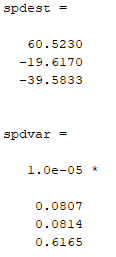 spdest =
60.5230
-19.6170
-39.5833
spdvar =
1.0e-05 *
0.0807
0.0814
0.6165